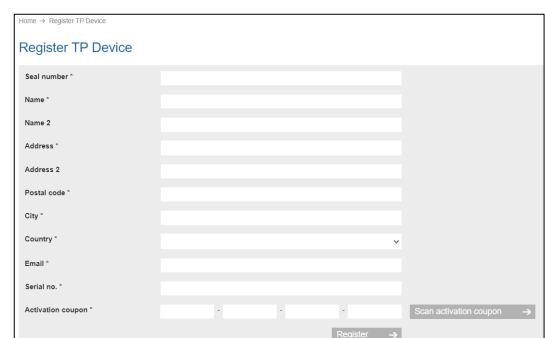 Home → Register TP Device
Register TP Device
Seal number *
Name *
Name 2
Address *
Address 2
Postal code *
City *
Country *
Email *
Serial no. *
Activation coupon * - - - Scan activation coupon →
Register →